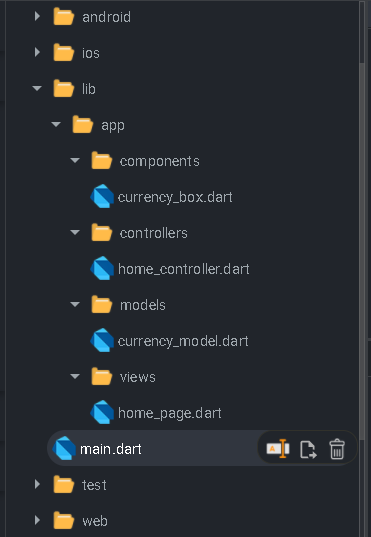 android
ios
lib
app
components
currency_box.dart
controllers
home_controller.dart
models
currency_model.dart
views
home_page.dart
main.dart
test
web